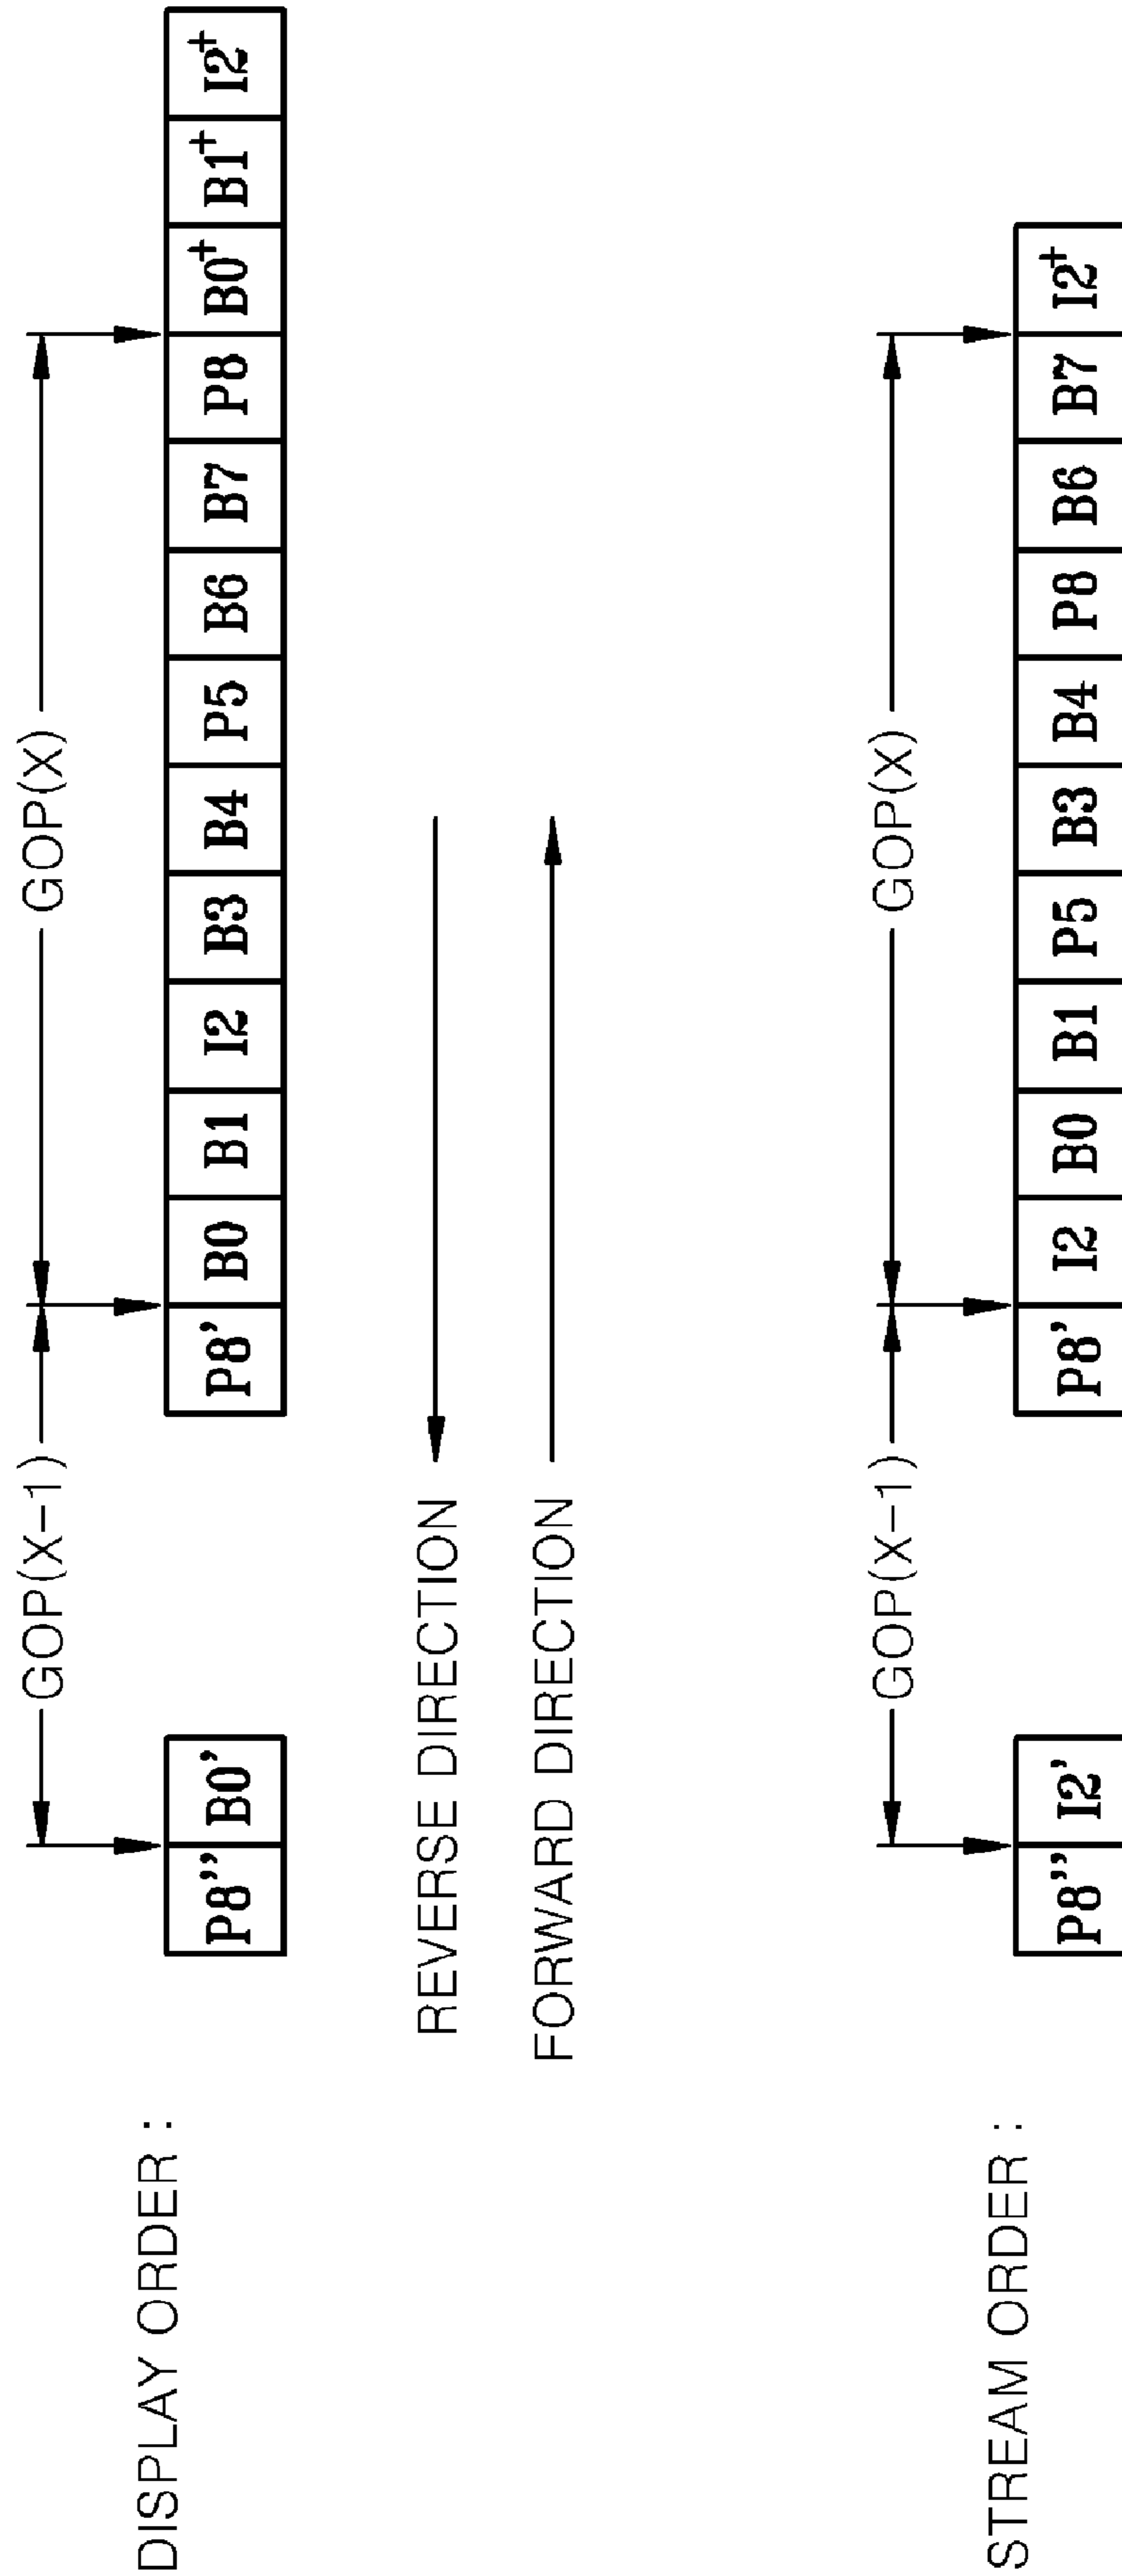 GOP(X-1) GOP(X)
DISPLAY ORDER : P8'' B0' P8' B0 B1 I2 B3 B4 P5 B6 B7 P8 B0+ B1+ I2+
REVERSE DIRECTION
FORWARD DIRECTION
GOP(X-1) GOP(X)
STREAM ORDER : P8'' I2' P8' I2 B0 B1 P5 B3 B4 P8 B6 B7 I2+